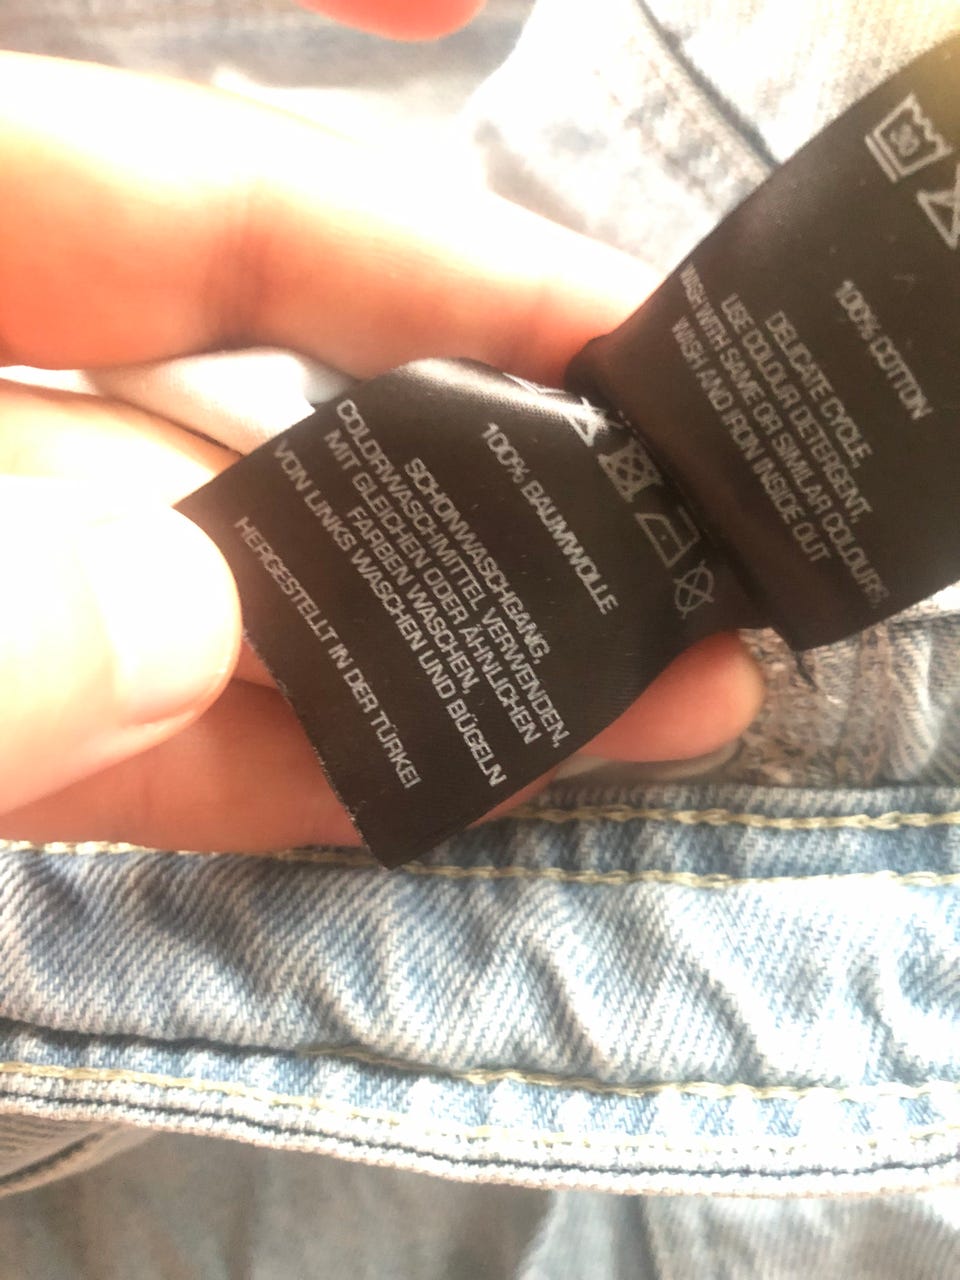 100% BAUMWOLLE
SCHONWASCHGANG,
COLORWASCHMITTEL VERWENDEN,
MIT GLEICHEN ODER ÄHNLICHEN
FARBEN WASCHEN,
VON LINKS WASCHEN UND BÜGELN
HERGESTELLT IN DER TÜRKEI
30
100% COTTON
DELICATE CYCLE,
USE COLOUR DETERGENT,
WASH WITH SAME OR SIMILAR COLOURS,
WASH AND IRON INSIDE OUT